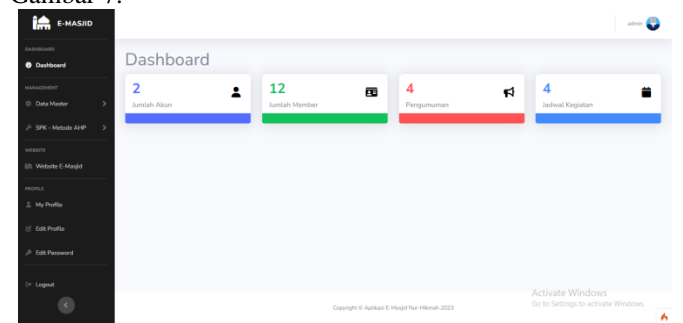 Gambar 7.
E-MASJID
admin
DASHBOARD
Dashboard
MANAGEMENT
Data Master
SPK - Metode AHP
WEBSITE
Website E-Masjid
PROFILE
My Profile
Edit Profile
Edit Password
Logout
Dashboard
2
Jumlah Akun
12
Jumlah Member
4
Pengumuman
4
Jadwal Kegiatan
Activate Windows
Go to Settings to activate Windows.
Copyright © Aplikasi E-Masjid Nur Hikmah 2023